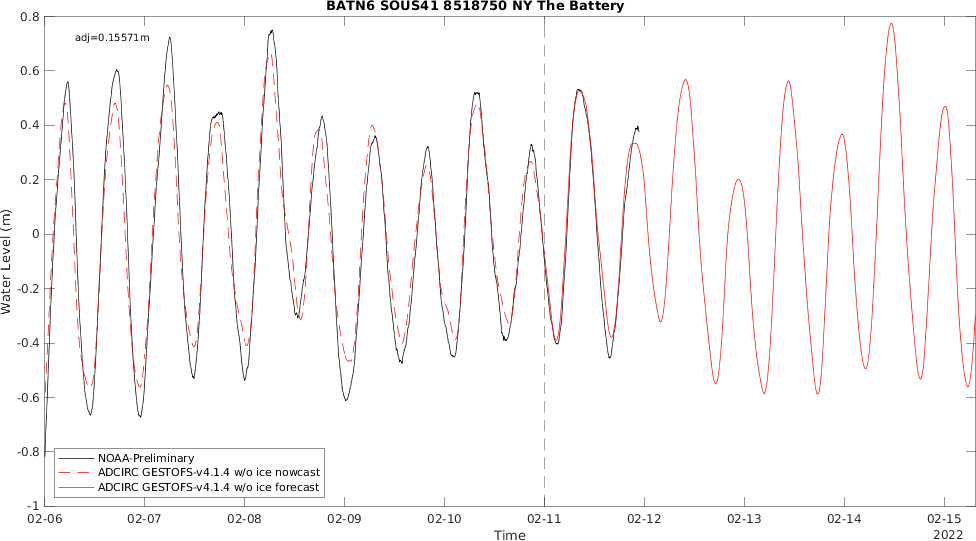 BATN6 SOUS41 8518750 NY The Battery
adj=0.15571m
0.8
0.6
0.4
0.2
0
-0.2
-0.4
-0.6
-0.8
-1
Water Level (m)
NOAA-Preliminary
ADCIRC GESTOFS-v4.1.4 w/o ice nowcast
ADCIRC GESTOFS-v4.1.4 w/o ice forecast
02-06 02-07 02-08 02-09 02-10 02-11 02-12 02-13 02-14 02-15
Time
2022